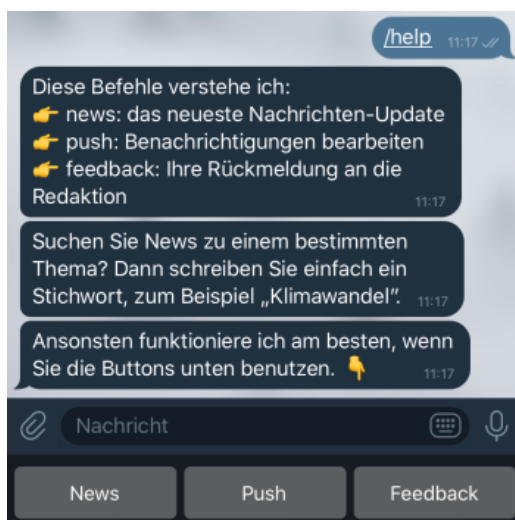 /help 11:17
Diese Befehle verstehe ich:
👉 news: das neueste Nachrichten-Update
👉 push: Benachrichtigungen bearbeiten
👉 feedback: Ihre Rückmeldung an die
Redaktion 11:17
Suchen Sie News zu einem bestimmten
Thema? Dann schreiben Sie einfach ein
Stichwort, zum Beispiel „Klimawandel“. 11:17
Ansonsten funktioniere ich am besten, wenn
Sie die Buttons unten benutzen. 👇 11:17
Nachricht
News Push Feedback